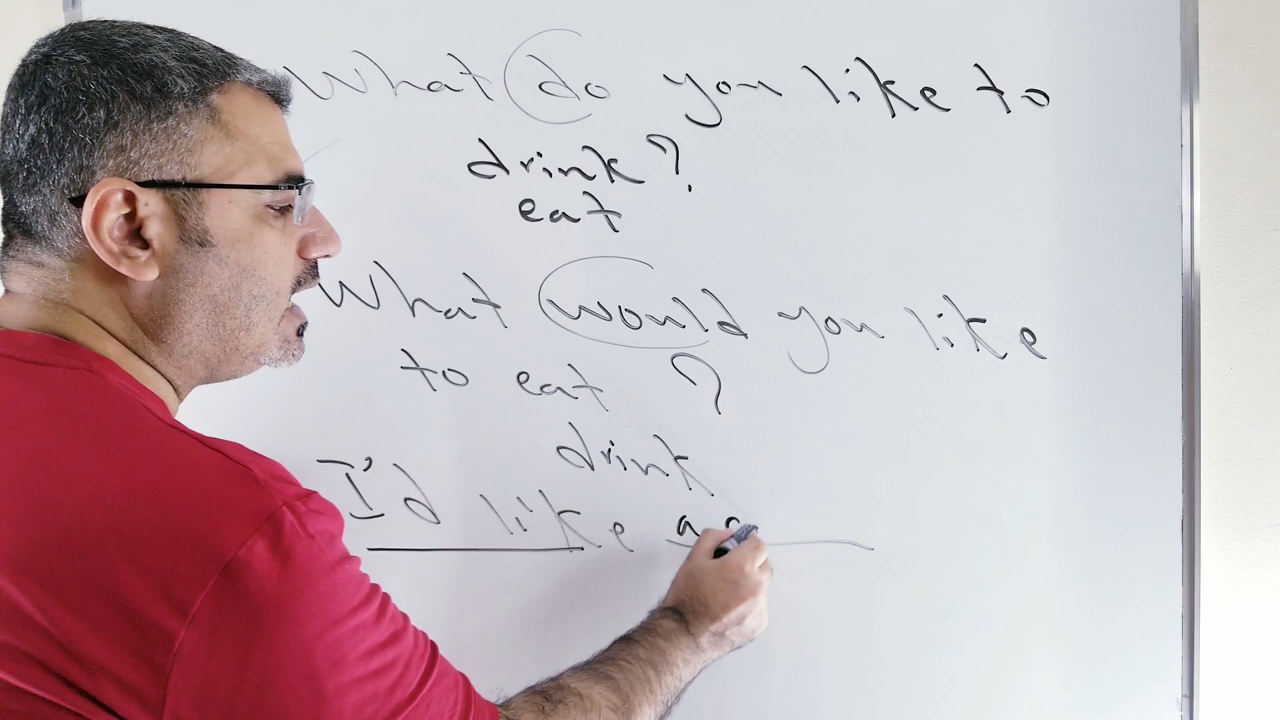 What do you like to
drink?
eat
What would you like
to eat ?
drink
I'd like a